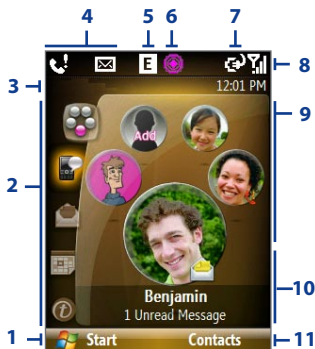 4 5 6 7
E
8
3 12:01 PM
9
Add
2
10
Benjamin
1 Unread Message
1 Start Contacts 11